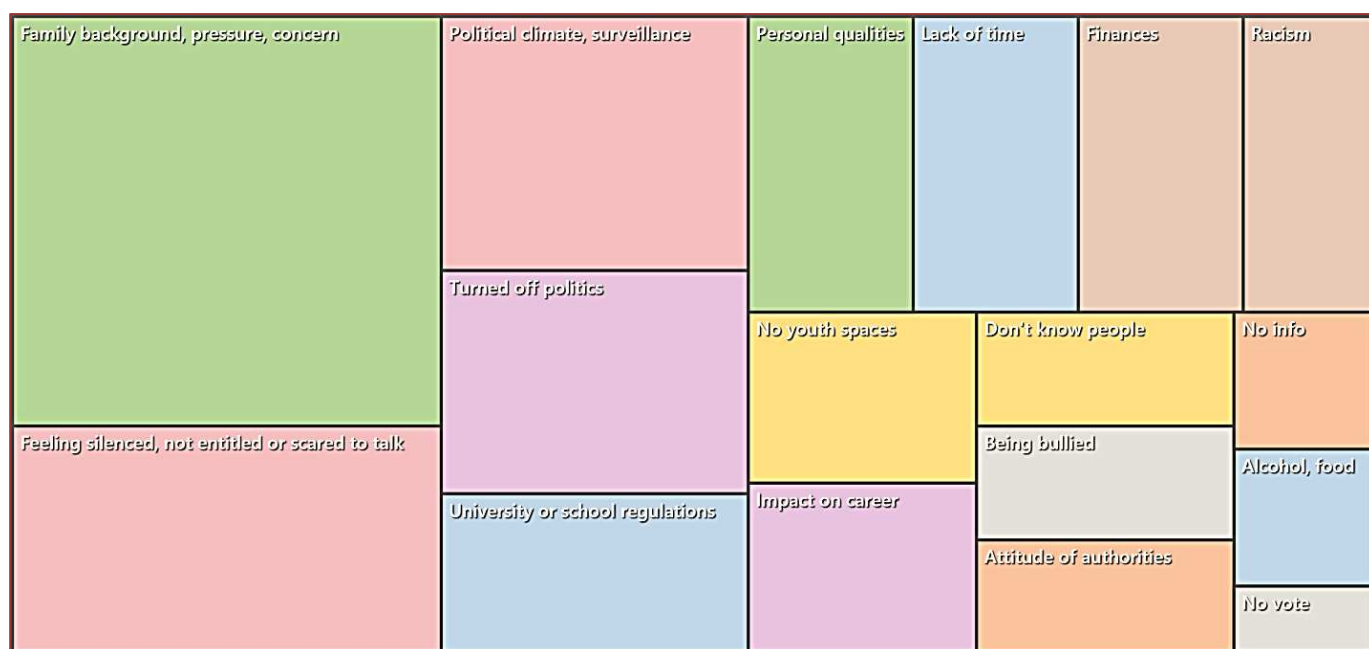 Family background, pressure, concern
Political climate, surveillance
Personal qualities
Lack of time
Finances
Racism
Turned off politics
No youth spaces
Don't know people
No info
Feeling silenced, not entitled or scared to talk
Being bullied
Alcohol, food
University or school regulations
Impact on career
Attitude of authorities
No vote